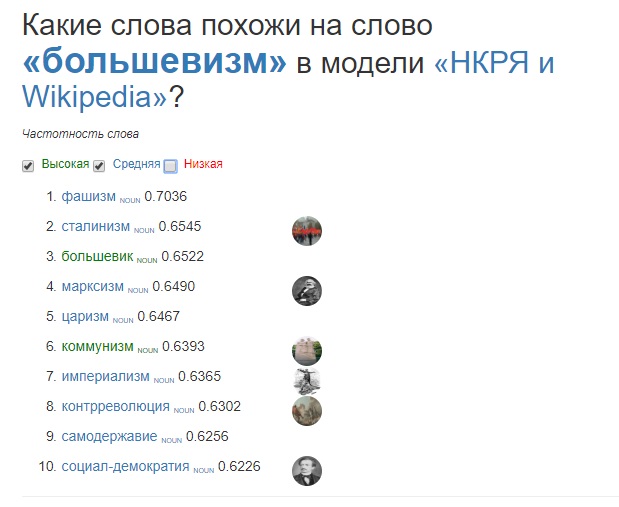 Какие слова похожи на слово
«большевизм» в модели «НКРЯ и
Wikipedia»?
Частотность слова
Высокая Средняя Низкая
1. фашизм NOUN 0.7036
2. сталинизм NOUN 0.6545
3. большевик NOUN 0.6522
4. марксизм NOUN 0.6490
5. царизм NOUN 0.6467
6. коммунизм NOUN 0.6393
7. империализм NOUN 0.6365
8. контрреволюция NOUN 0.6302
9. самодержавие NOUN 0.6256
10. социал-демократия NOUN 0.6226